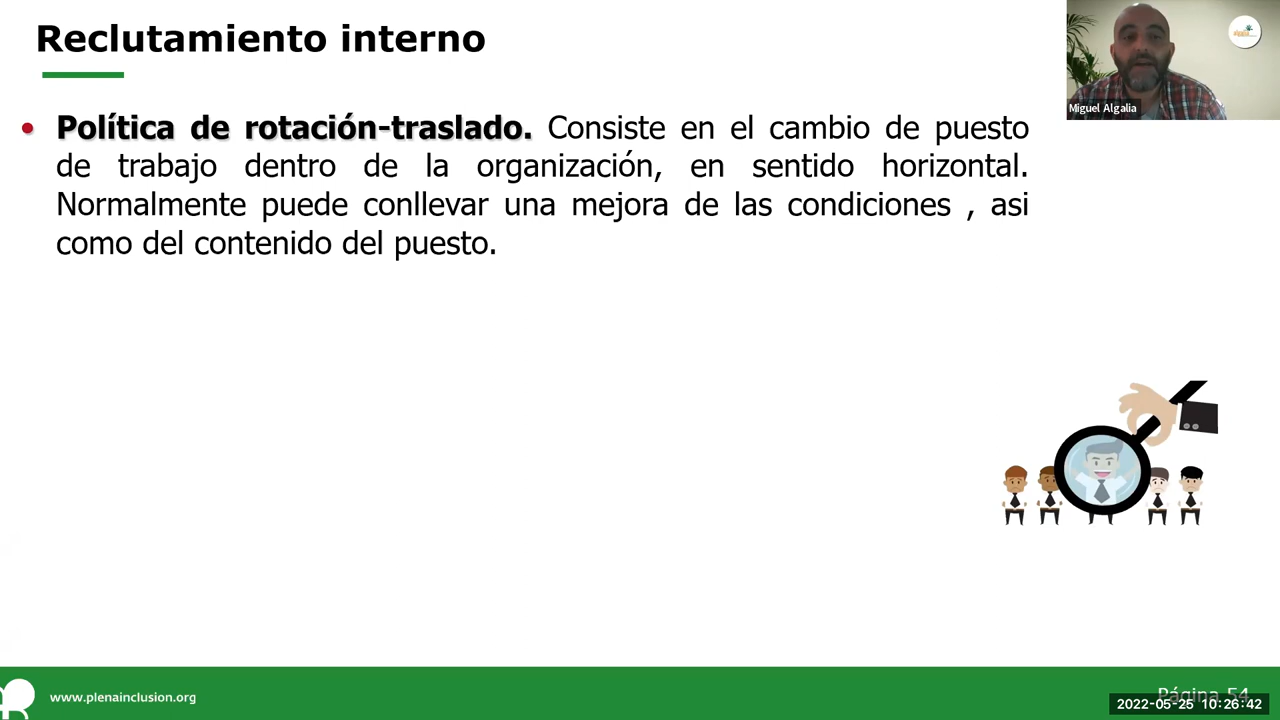 Reclutamiento interno
Miguel Algalia
• Política de rotación-traslado. Consiste en el cambio de puesto
de trabajo dentro de la organización, en sentido horizontal.
Normalmente puede conllevar una mejora de las condiciones , asi
como del contenido del puesto.
www.plenainclusion.org
Página 54
2022-05-25 10:26:42